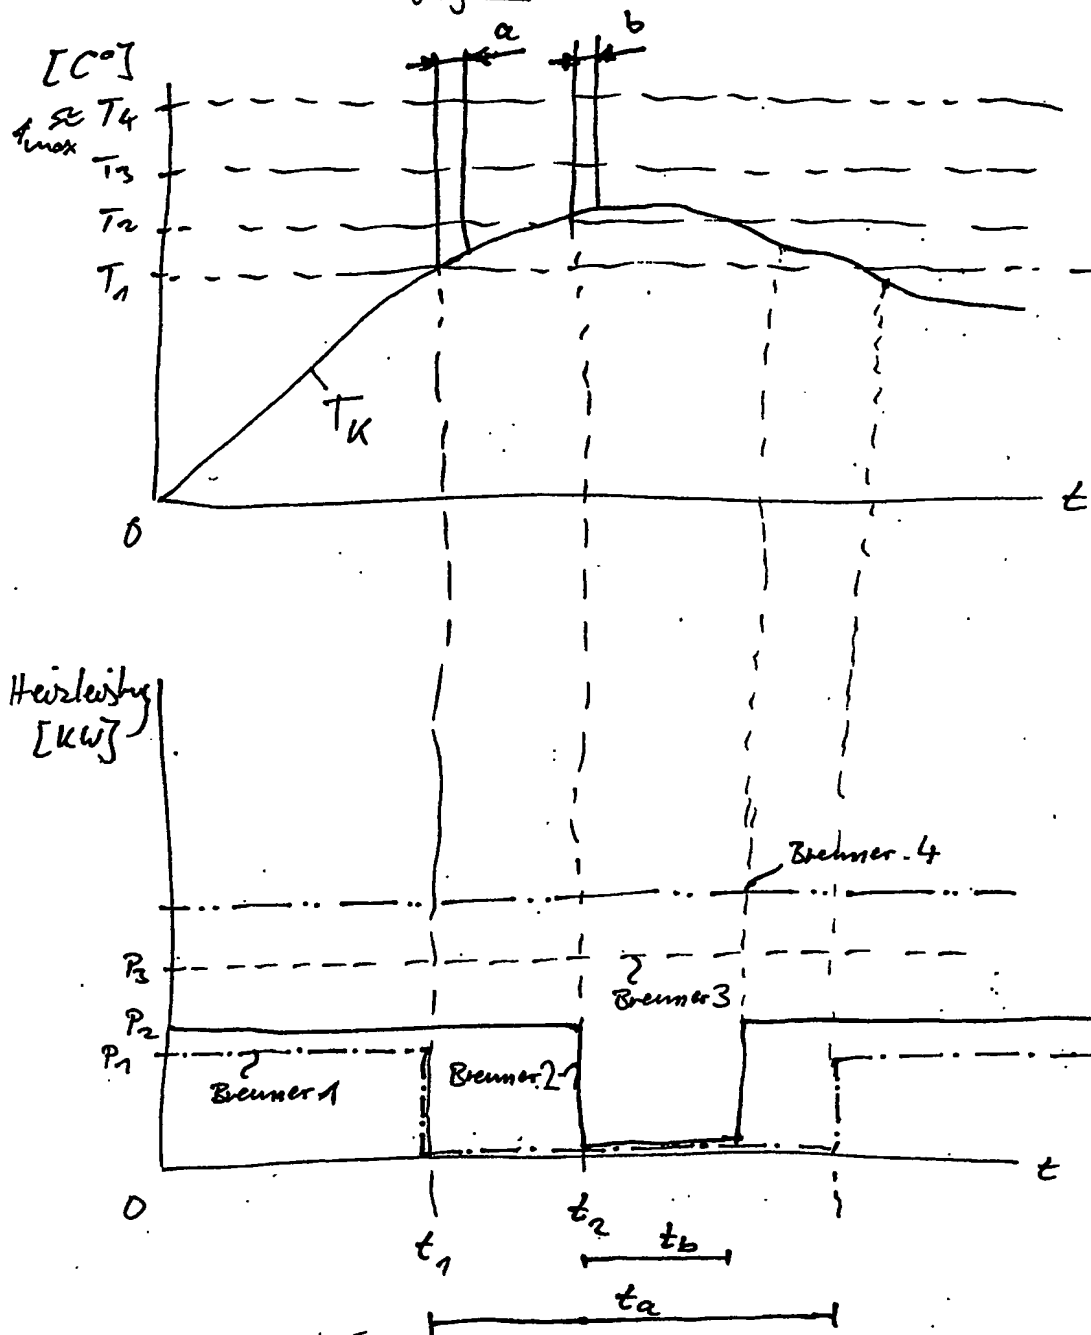 a
b
[C°]
≈ T4
tmax
T3
T2
T1
TK
0
t
Heizleistung
[KW]
Brenner 4
P3
Brenner 3
P2
P1
Brenner 1
Brenner 2
0
t
t1
t2
tb
ta